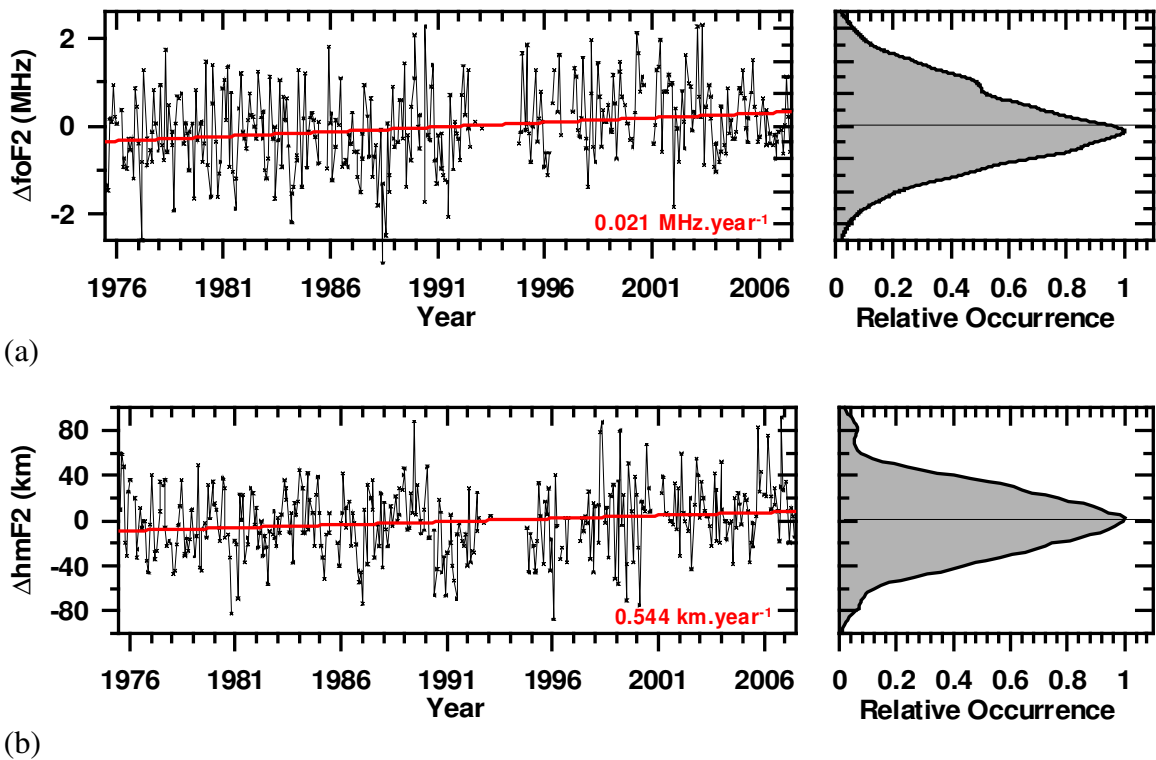 2
0
-2
ΔfoF2 (MHz)
0.021 MHz.year⁻¹
1976 1981 1986 1991 1996 2001 2006
Year
0 0.2 0.4 0.6 0.8 1
Relative Occurrence
(a)
80
40
0
-40
-80
ΔhmF2 (km)
0.544 km.year⁻¹
1976 1981 1986 1991 1996 2001 2006
Year
0 0.2 0.4 0.6 0.8 1
Relative Occurrence
(b)